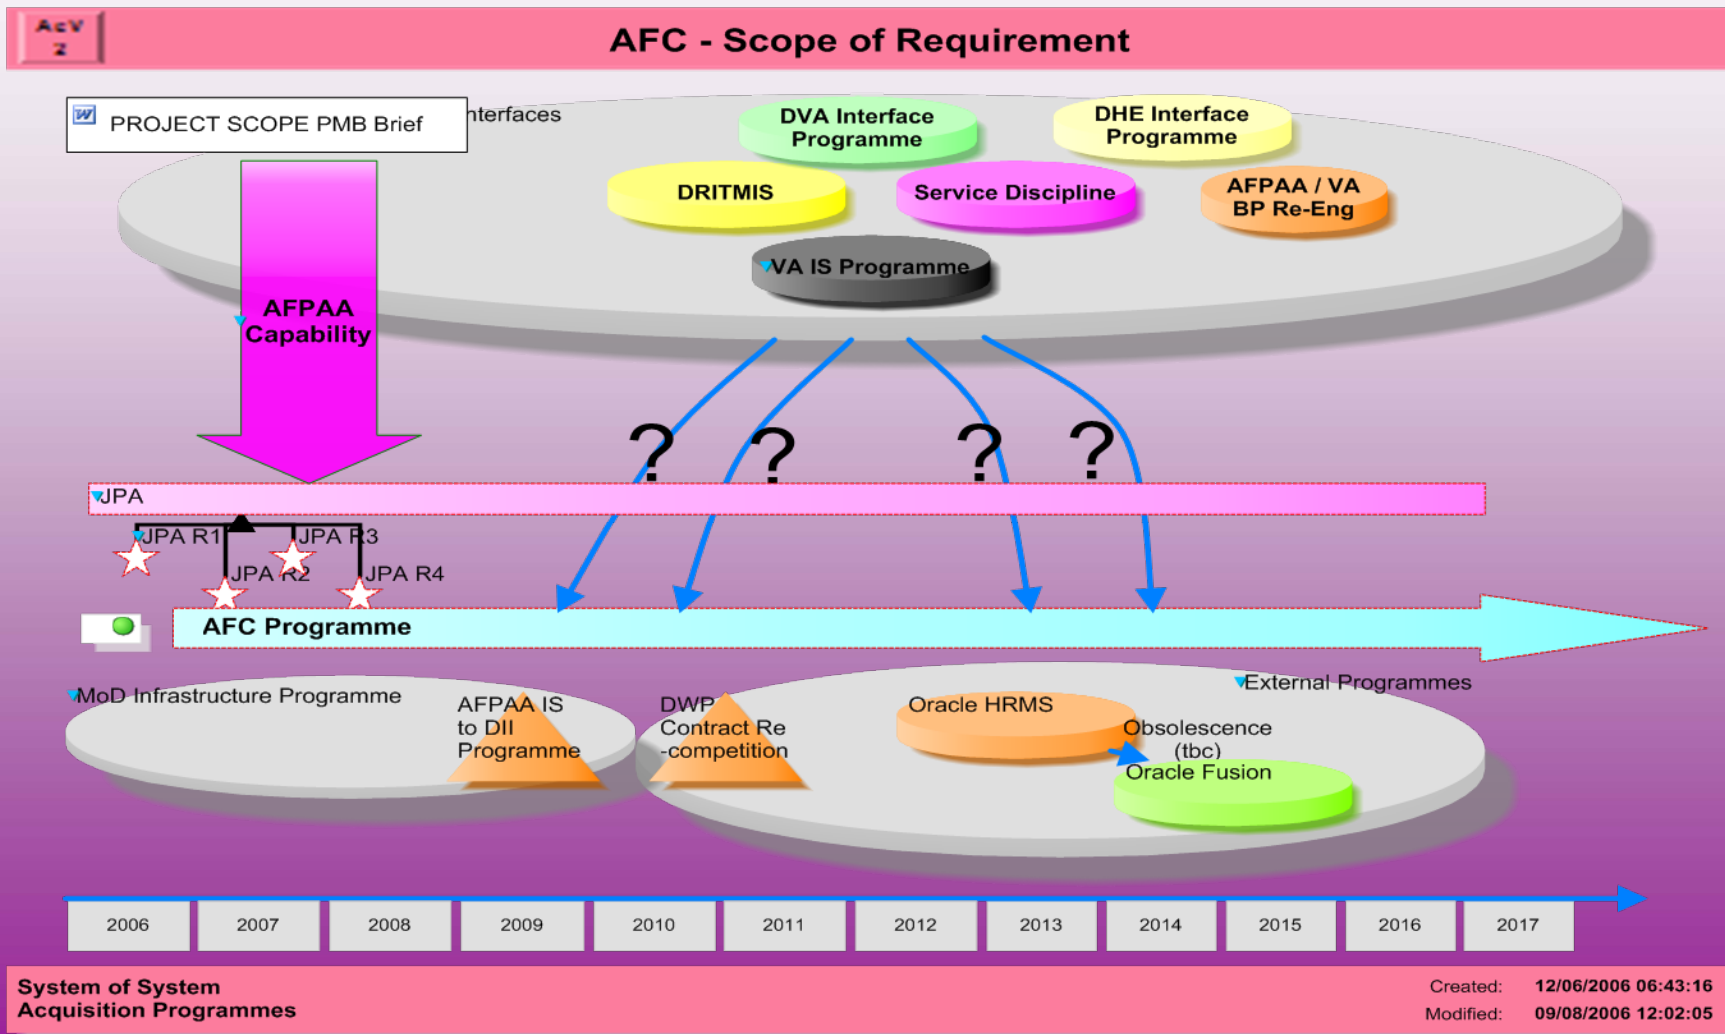 AcV
2
AFC - Scope of Requirement
PROJECT SCOPE PMB Brief
nterfaces
DVA Interface
Programme
DHE Interface
Programme
DRITMIS
Service Discipline
AFPAA / VA
BP Re-Eng
VA IS Programme
AFPAA
Capability
?
?
?
?
JPA
JPA R1
JPA R3
JPA R2
JPA R4
AFC Programme
MoD Infrastructure Programme
AFPAA IS
to DII
Programme
DWP
Contract Re
-competition
Oracle HRMS
External Programmes
Obsolescence
(tbc)
Oracle Fusion
2006
2007
2008
2009
2010
2011
2012
2013
2014
2015
2016
2017
System of System
Acquisition Programmes
Created: 12/06/2006 06:43:16
Modified: 09/08/2006 12:02:05